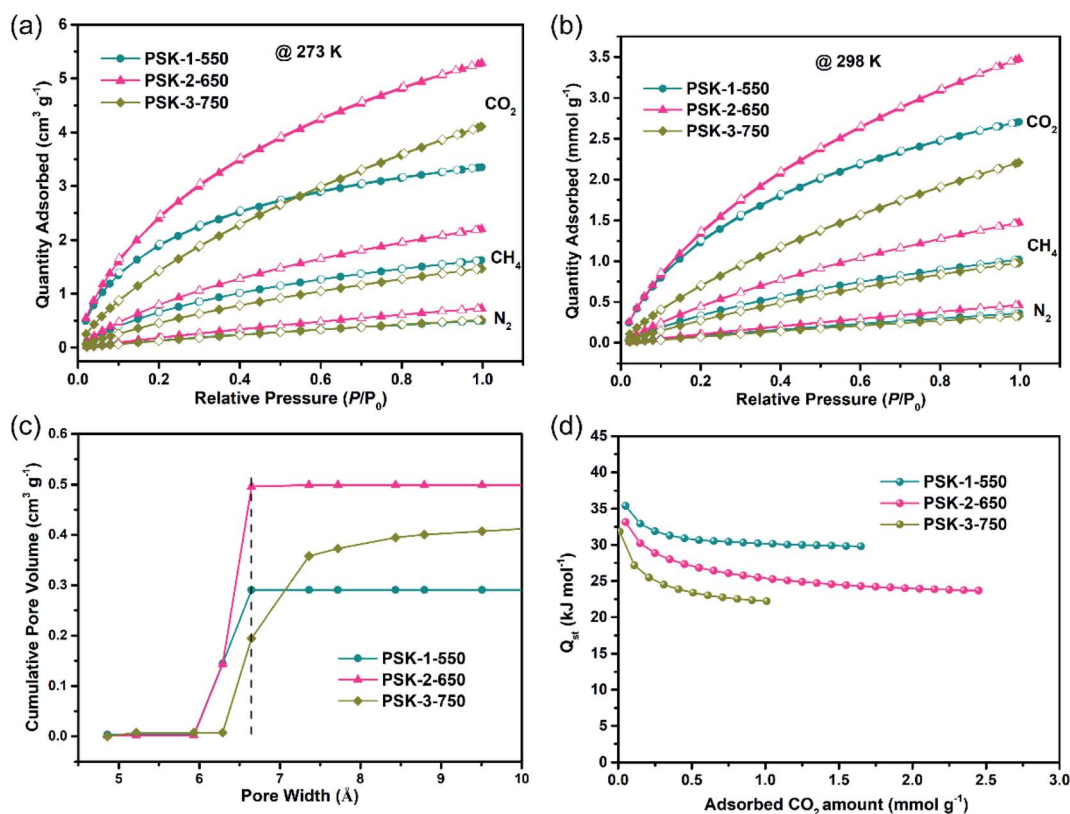 (a)
@ 273 K
PSK-1-550
PSK-2-650
PSK-3-750
CO2
CH4
N2
6
5
4
3
2
1
0
0.0 0.2 0.4 0.6 0.8 1.0
Quantity Adsorbed (cm3 g-1)
Relative Pressure (P/P0)
(b)
@ 298 K
PSK-1-550
PSK-2-650
PSK-3-750
CO2
CH4
N2
3.5
3.0
2.5
2.0
1.5
1.0
0.5
0.0
0.0 0.2 0.4 0.6 0.8 1.0
Quantity Adsorbed (mmol g-1)
Relative Pressure (P/P0)
(c)
0.6
0.5
0.4
0.3
0.2
0.1
0.0
PSK-1-550
PSK-2-650
PSK-3-750
5 6 7 8 9 10
Cumulative Pore Volume (cm3 g-1)
Pore Width (Å)
(d)
45
40
35
30
25
20
15
10
5
0
PSK-1-550
PSK-2-650
PSK-3-750
0.0 0.5 1.0 1.5 2.0 2.5 3.0
Qst (kJ mol-1)
Adsorbed CO2 amount (mmol g-1)